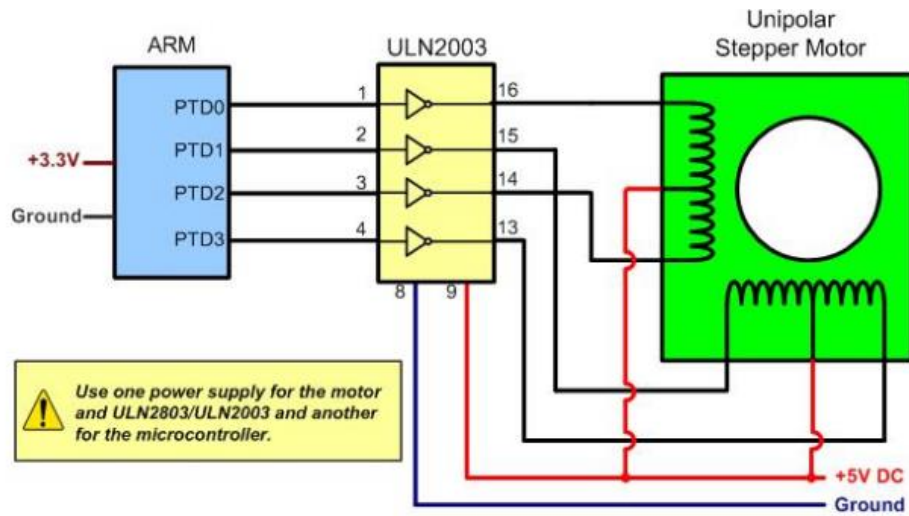 Unipolar
Stepper Motor
ARM
ULN2003
PTD0
1
16
PTD1
2
15
+3.3V
PTD2
3
14
Ground
PTD3
4
13
8
9
Use one power supply for the motor
and ULN2803/ULN2003 and another
for the microcontroller.
+5V DC
Ground